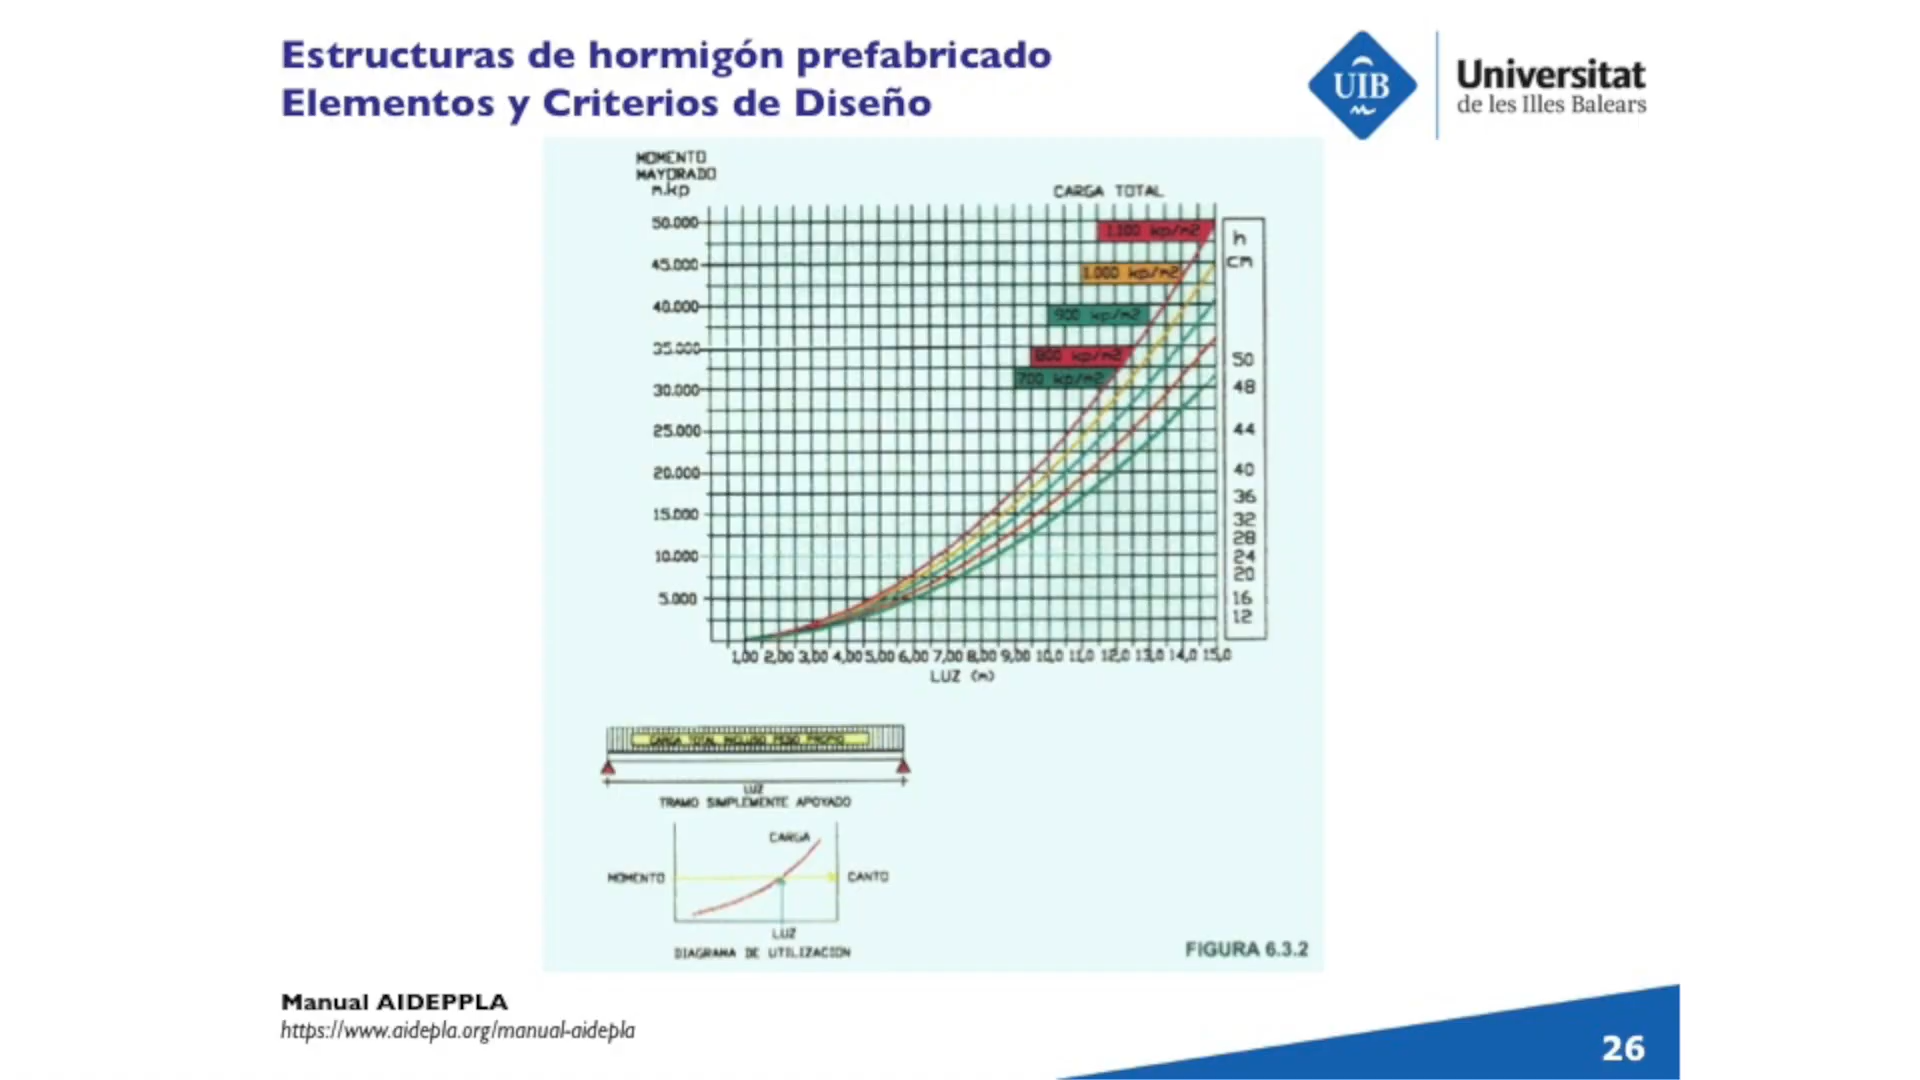 Estructuras de hormigón prefabricado
Elementos y Criterios de Diseño
UIB
Universitat
de les Illes Balears
MOMENTO
MAYORADO
m.kp
CARGA TOTAL
50.000
45.000
40.000
35.000
30.000
25.000
20.000
15.000
10.000
5.000
1.100 kp/m2
1.000 kp/m2
900 kp/m2
800 kp/m2
700 kp/m2
h
cm
50
48
44
40
36
32
28
24
20
16
12
1,00 2,00 3,00 4,00 5,00 6,00 7,00 8,00 9,00 10,0 11,0 12,0 13,0 14,0 15,0
LUZ (m)
CARGA TOTAL INCLUSO PESO PROPIO
LUZ
TRAMO SIMPLEMENTE APOYADO
CARGA
MOMENTO
CANTO
LUZ
DIAGRAMA DE UTILIZACION
FIGURA 6.3.2
Manual AIDEPPLA
https://www.aidepla.org/manual-aidepla
26